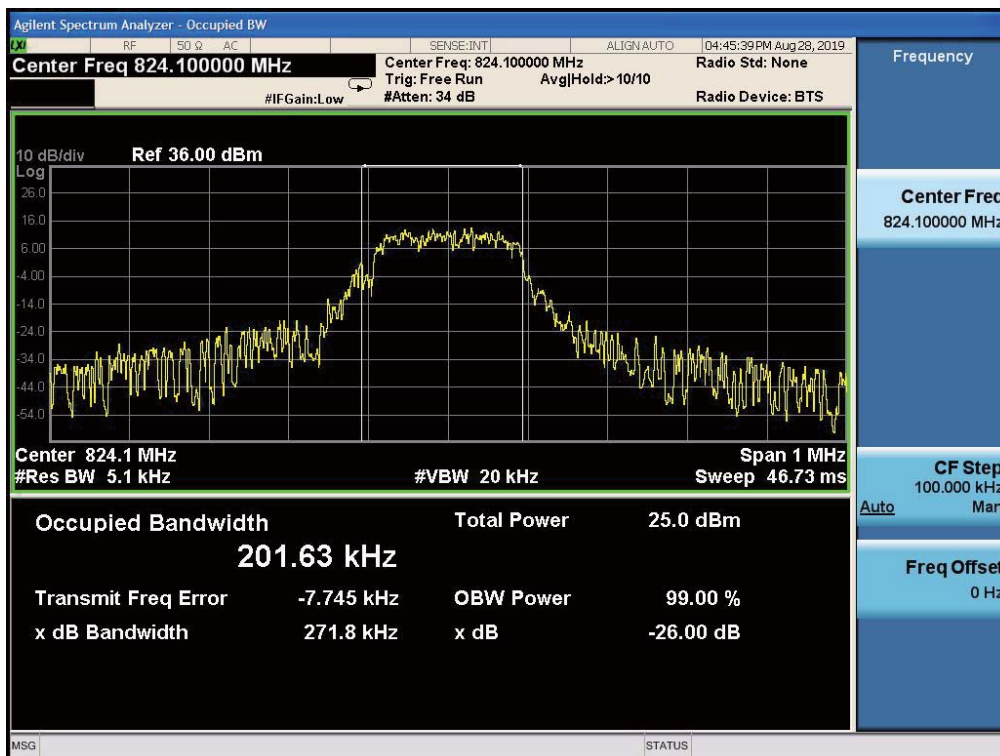 Agilent Spectrum Analyzer - Occupied BW
LXI RF 50 Ω AC SENSE:INT ALIGN AUTO 04:45:39 PM Aug 28, 2019
Center Freq 824.100000 MHz
Center Freq: 824.100000 MHz
Radio Std: None
Trig: Free Run
Avg|Hold:>10/10
#IFGain:Low
#Atten: 34 dB
Radio Device: BTS
10 dB/div
Ref 36.00 dBm
Log
26.0
16.0
6.00
-4.00
-14.0
-24.0
-34.0
-44.0
-54.0
Center 824.1 MHz
Span 1 MHz
#Res BW 5.1 kHz
#VBW 20 kHz
Sweep 46.73 ms
Occupied Bandwidth
Total Power 25.0 dBm
201.63 kHz
Transmit Freq Error -7.745 kHz
OBW Power 99.00 %
x dB Bandwidth 271.8 kHz
x dB -26.00 dB
MSG
STATUS
Frequency
Center Freq
824.100000 MHz
CF Step
100.000 kHz
Auto Man
Freq Offset
0 Hz